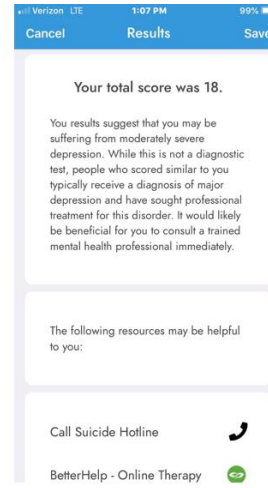 Verizon LTE 1:07 PM 99%
Cancel Results Save
Your total score was 18.
You results suggest that you may be
suffering from moderately severe
depression. While this is not a diagnostic
test, people who scored similar to you
typically receive a diagnosis of major
depression and have sought professional
treatment for this disorder. It would likely
be beneficial for you to consult a trained
mental health professional immediately.
The following resources may be helpful
to you:
Call Suicide Hotline
BetterHelp - Online Therapy